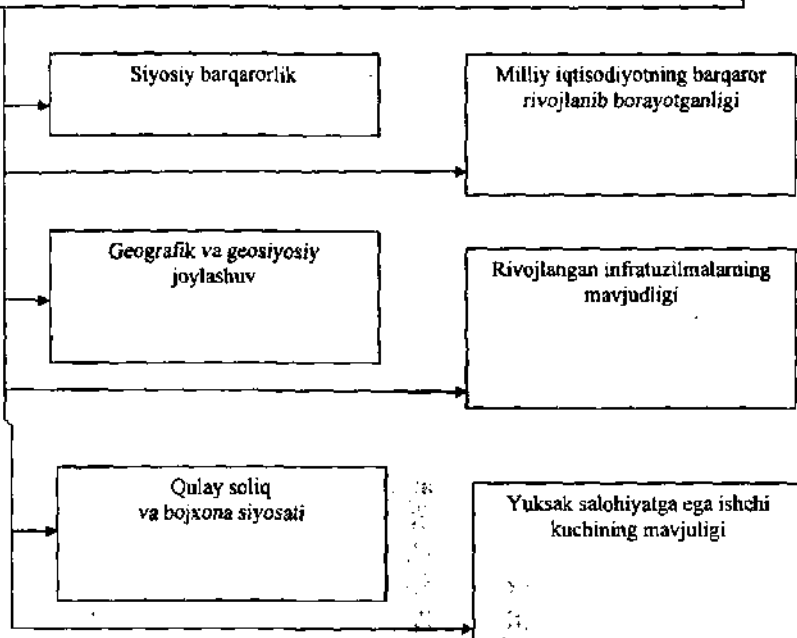 Siyosiy barqarorlik
Milliy iqtisodiyotning barqaror
rivojlanib borayotganligi
Geografik va geosiyosiy
joylashuv
Rivojlangan infratuzilmalarning
mavjudligi
Qulay soliq
va bojxona siyosati
Yuksak salohiyatga ega ishchi
kuchining mavjuligi